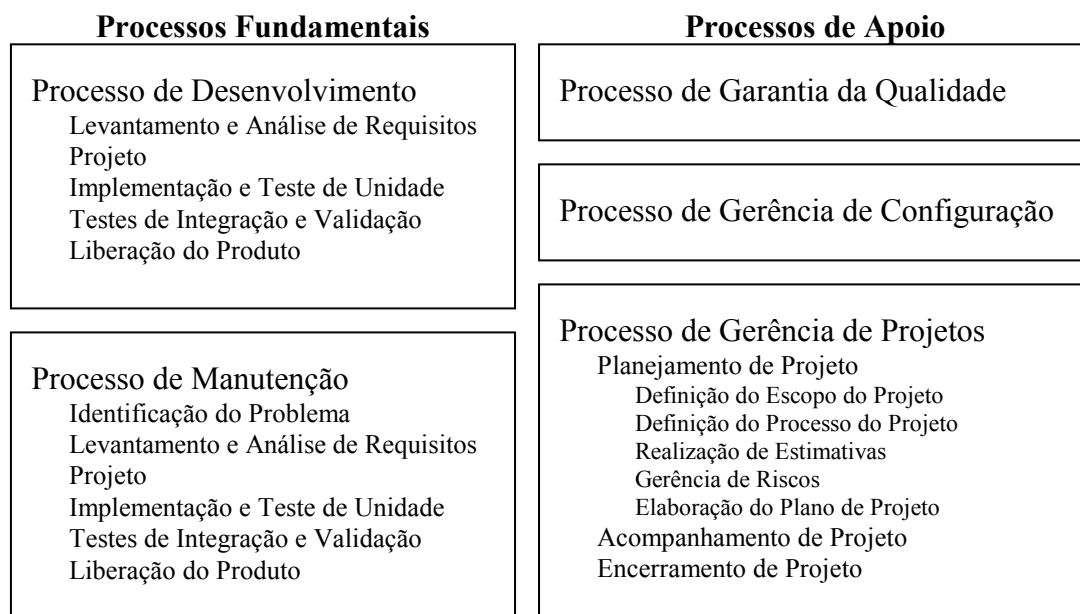 Processos Fundamentais
Processo de Desenvolvimento
Levantamento e Análise de Requisitos
Projeto
Implementação e Teste de Unidade
Testes de Integração e Validação
Liberação do Produto
Processo de Manutenção
Identificação do Problema
Levantamento e Análise de Requisitos
Projeto
Implementação e Teste de Unidade
Testes de Integração e Validação
Liberação do Produto
Processos de Apoio
Processo de Garantia da Qualidade
Processo de Gerência de Configuração
Processo de Gerência de Projetos
Planejamento de Projeto
Definição do Escopo do Projeto
Definição do Processo do Projeto
Realização de Estimativas
Gerência de Riscos
Elaboração do Plano de Projeto
Acompanhamento de Projeto
Encerramento de Projeto